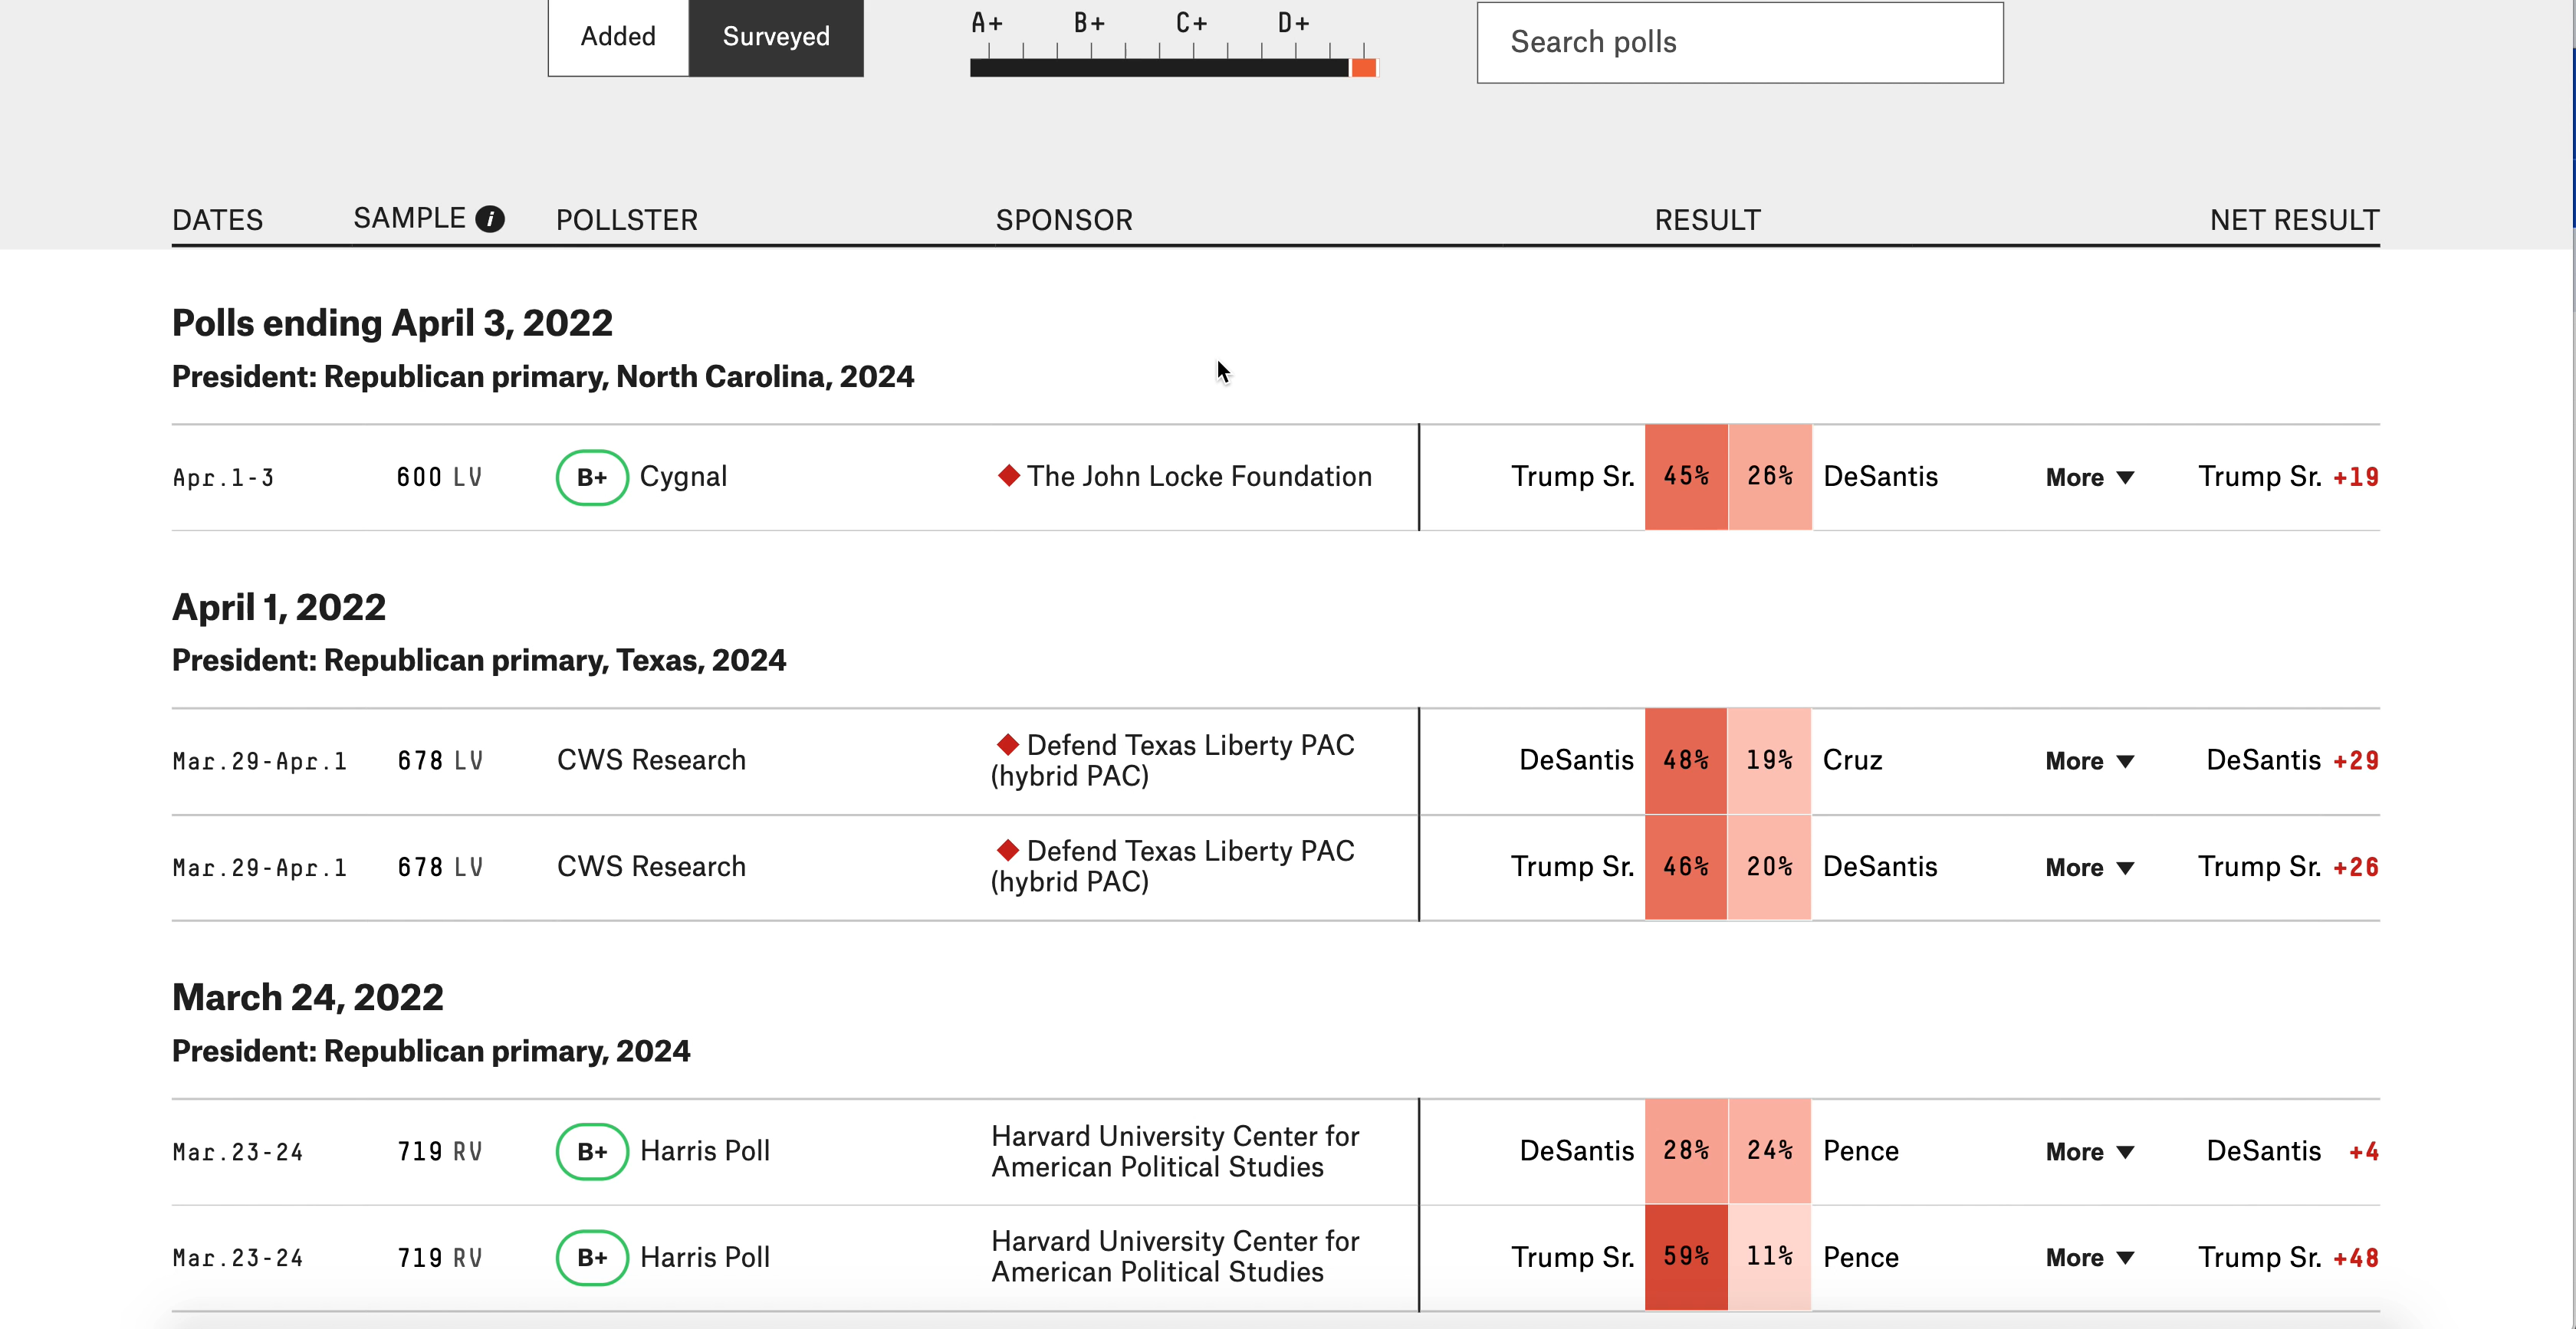 Added Surveyed A+ B+ C+ D+ Search polls
DATES SAMPLE i POLLSTER SPONSOR RESULT NET RESULT
Polls ending April 3, 2022
President: Republican primary, North Carolina, 2024
Apr.1-3 600 LV B+ Cygnal The John Locke Foundation Trump Sr. 45% 26% DeSantis More Trump Sr. +19
April 1, 2022
President: Republican primary, Texas, 2024
Mar.29-Apr.1 678 LV CWS Research Defend Texas Liberty PAC
(hybrid PAC) DeSantis 48% 19% Cruz More DeSantis +29
Mar.29-Apr.1 678 LV CWS Research Defend Texas Liberty PAC
(hybrid PAC) Trump Sr. 46% 20% DeSantis More Trump Sr. +26
March 24, 2022
President: Republican primary, 2024
Mar.23-24 719 RV B+ Harris Poll Harvard University Center for
American Political Studies DeSantis 28% 24% Pence More DeSantis +4
Mar.23-24 719 RV B+ Harris Poll Harvard University Center for
American Political Studies Trump Sr. 59% 11% Pence More Trump Sr. +48